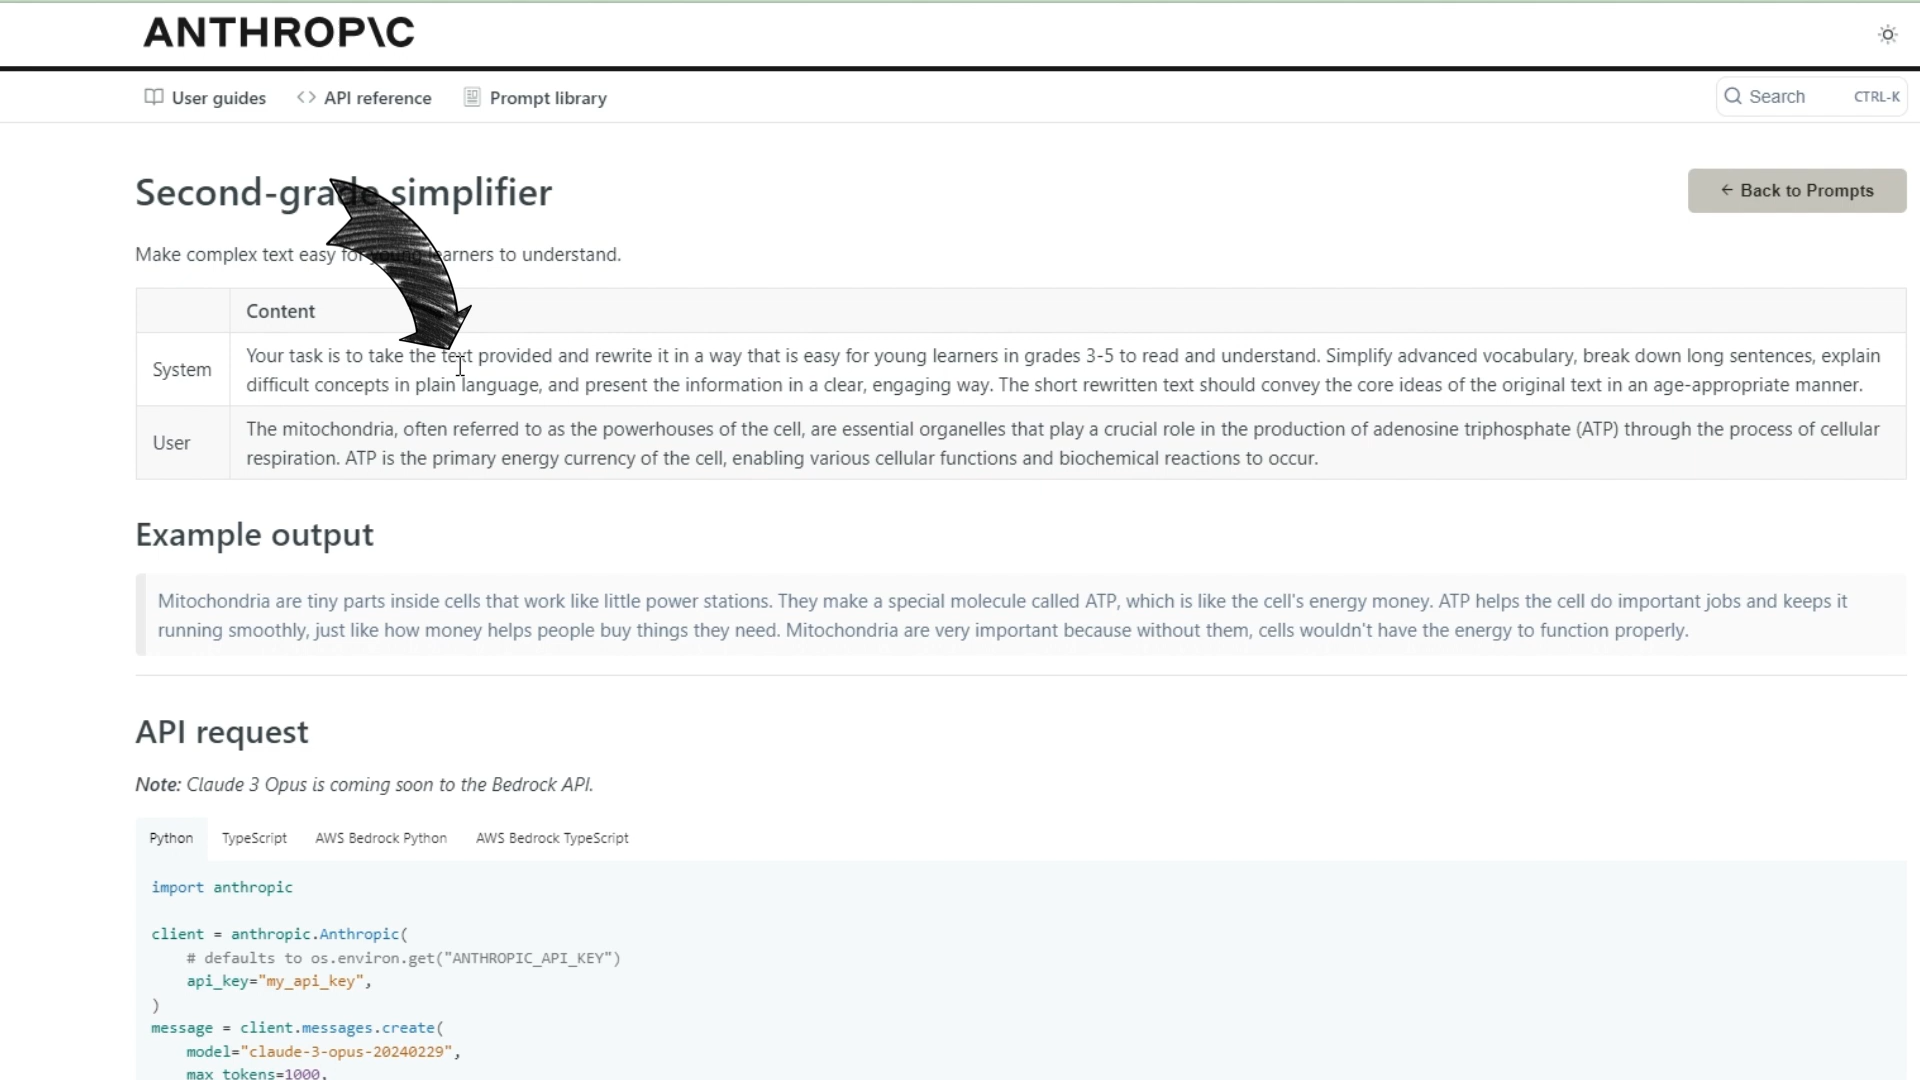 ANTHROP\C
User guides
API reference
Prompt library
Search CTRL-K
Second-grade simplifier
← Back to Prompts
Make complex text easy for young learners to understand.
Content
System
Your task is to take the text provided and rewrite it in a way that is easy for young learners in grades 3-5 to read and understand. Simplify advanced vocabulary, break down long sentences, explain
difficult concepts in plain language, and present the information in a clear, engaging way. The short rewritten text should convey the core ideas of the original text in an age-appropriate manner.
User
The mitochondria, often referred to as the powerhouses of the cell, are essential organelles that play a crucial role in the production of adenosine triphosphate (ATP) through the process of cellular
respiration. ATP is the primary energy currency of the cell, enabling various cellular functions and biochemical reactions to occur.
Example output
Mitochondria are tiny parts inside cells that work like little power stations. They make a special molecule called ATP, which is like the cell's energy money. ATP helps the cell do important jobs and keeps it
running smoothly, just like how money helps people buy things they need. Mitochondria are very important because without them, cells wouldn't have the energy to function properly.
API request
Note: Claude 3 Opus is coming soon to the Bedrock API.
Python TypeScript AWS Bedrock Python AWS Bedrock TypeScript
import anthropic
client = anthropic.Anthropic(
# defaults to os.environ.get("ANTHROPIC_API_KEY")
api_key="my_api_key",
)
message = client.messages.create(
model="claude-3-opus-20240229",
max_tokens=1000,